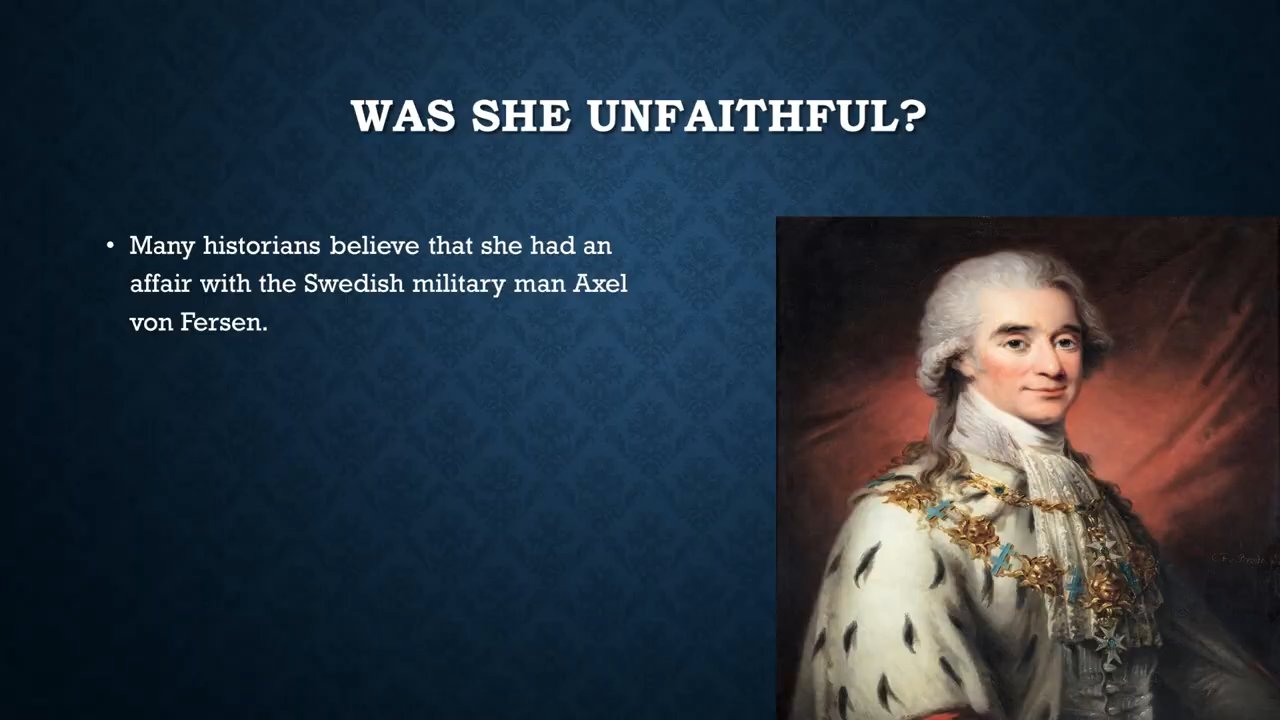 WAS SHE UNFAITHFUL?
• Many historians believe that she had an
affair with the Swedish military man Axel
von Fersen.